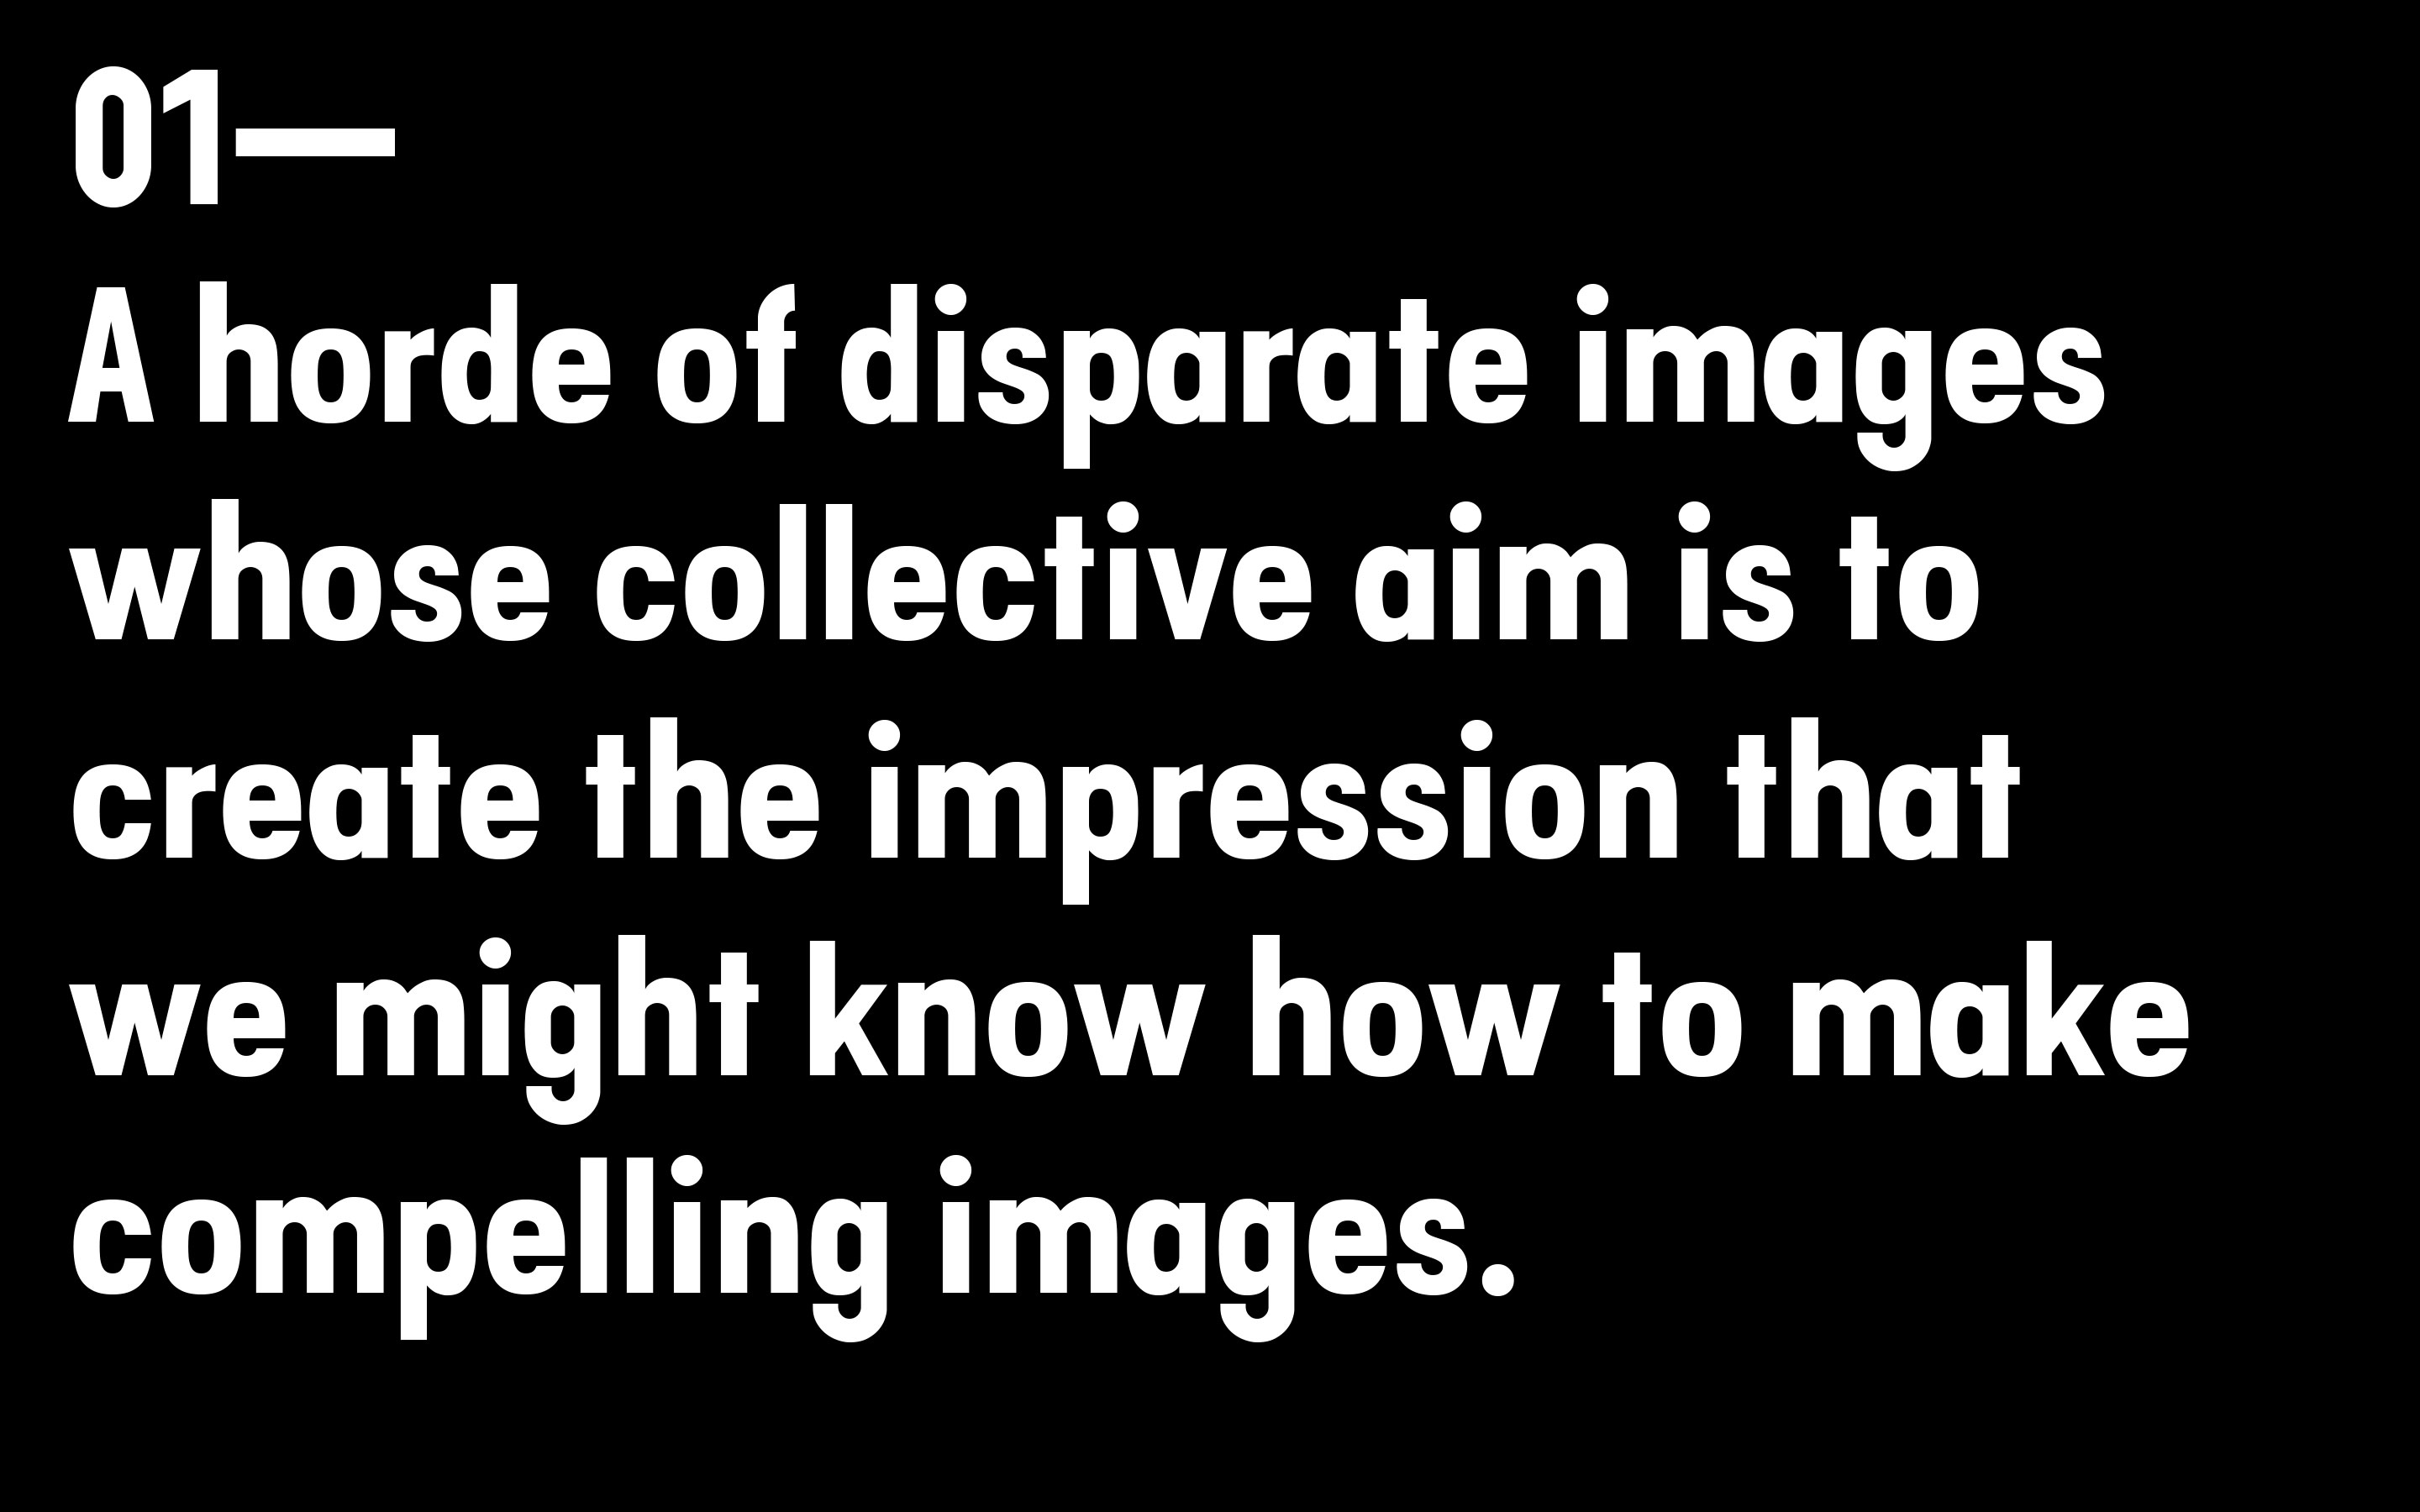 01—
A horde of disparate images
whose collective aim is to
create the impression that
we might know how to make
compelling images.